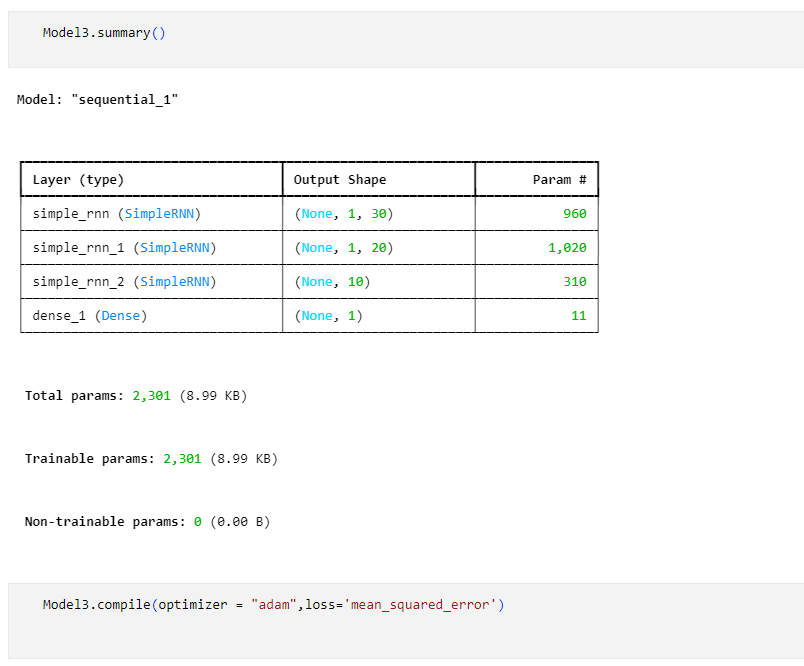 Model3.summary()
Model: "sequential_1"
Layer (type) Output Shape Param #
simple_rnn (SimpleRNN) (None, 1, 30) 960
simple_rnn_1 (SimpleRNN) (None, 1, 20) 1,020
simple_rnn_2 (SimpleRNN) (None, 10) 310
dense_1 (Dense) (None, 1) 11
Total params: 2,301 (8.99 KB)
Trainable params: 2,301 (8.99 KB)
Non-trainable params: 0 (0.00 B)
Model3.compile(optimizer = "adam",loss='mean_squared_error')